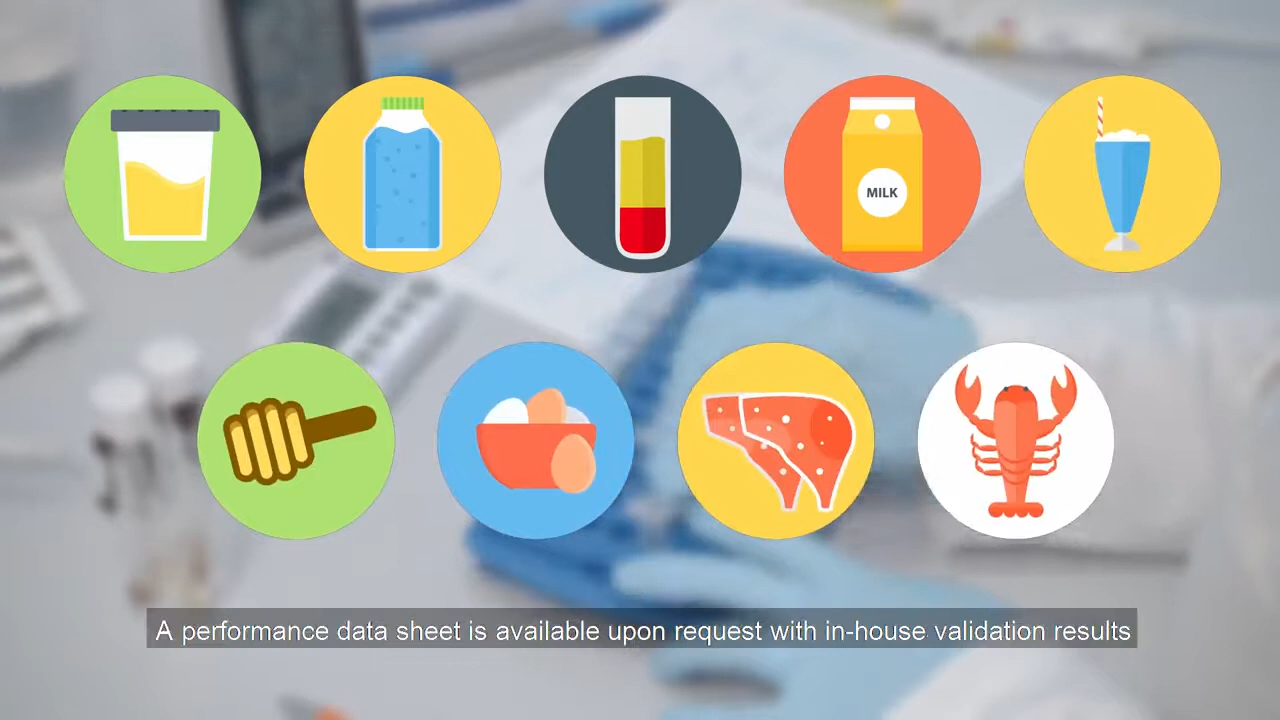 MILK
A performance data sheet is available upon request with in-house validation results